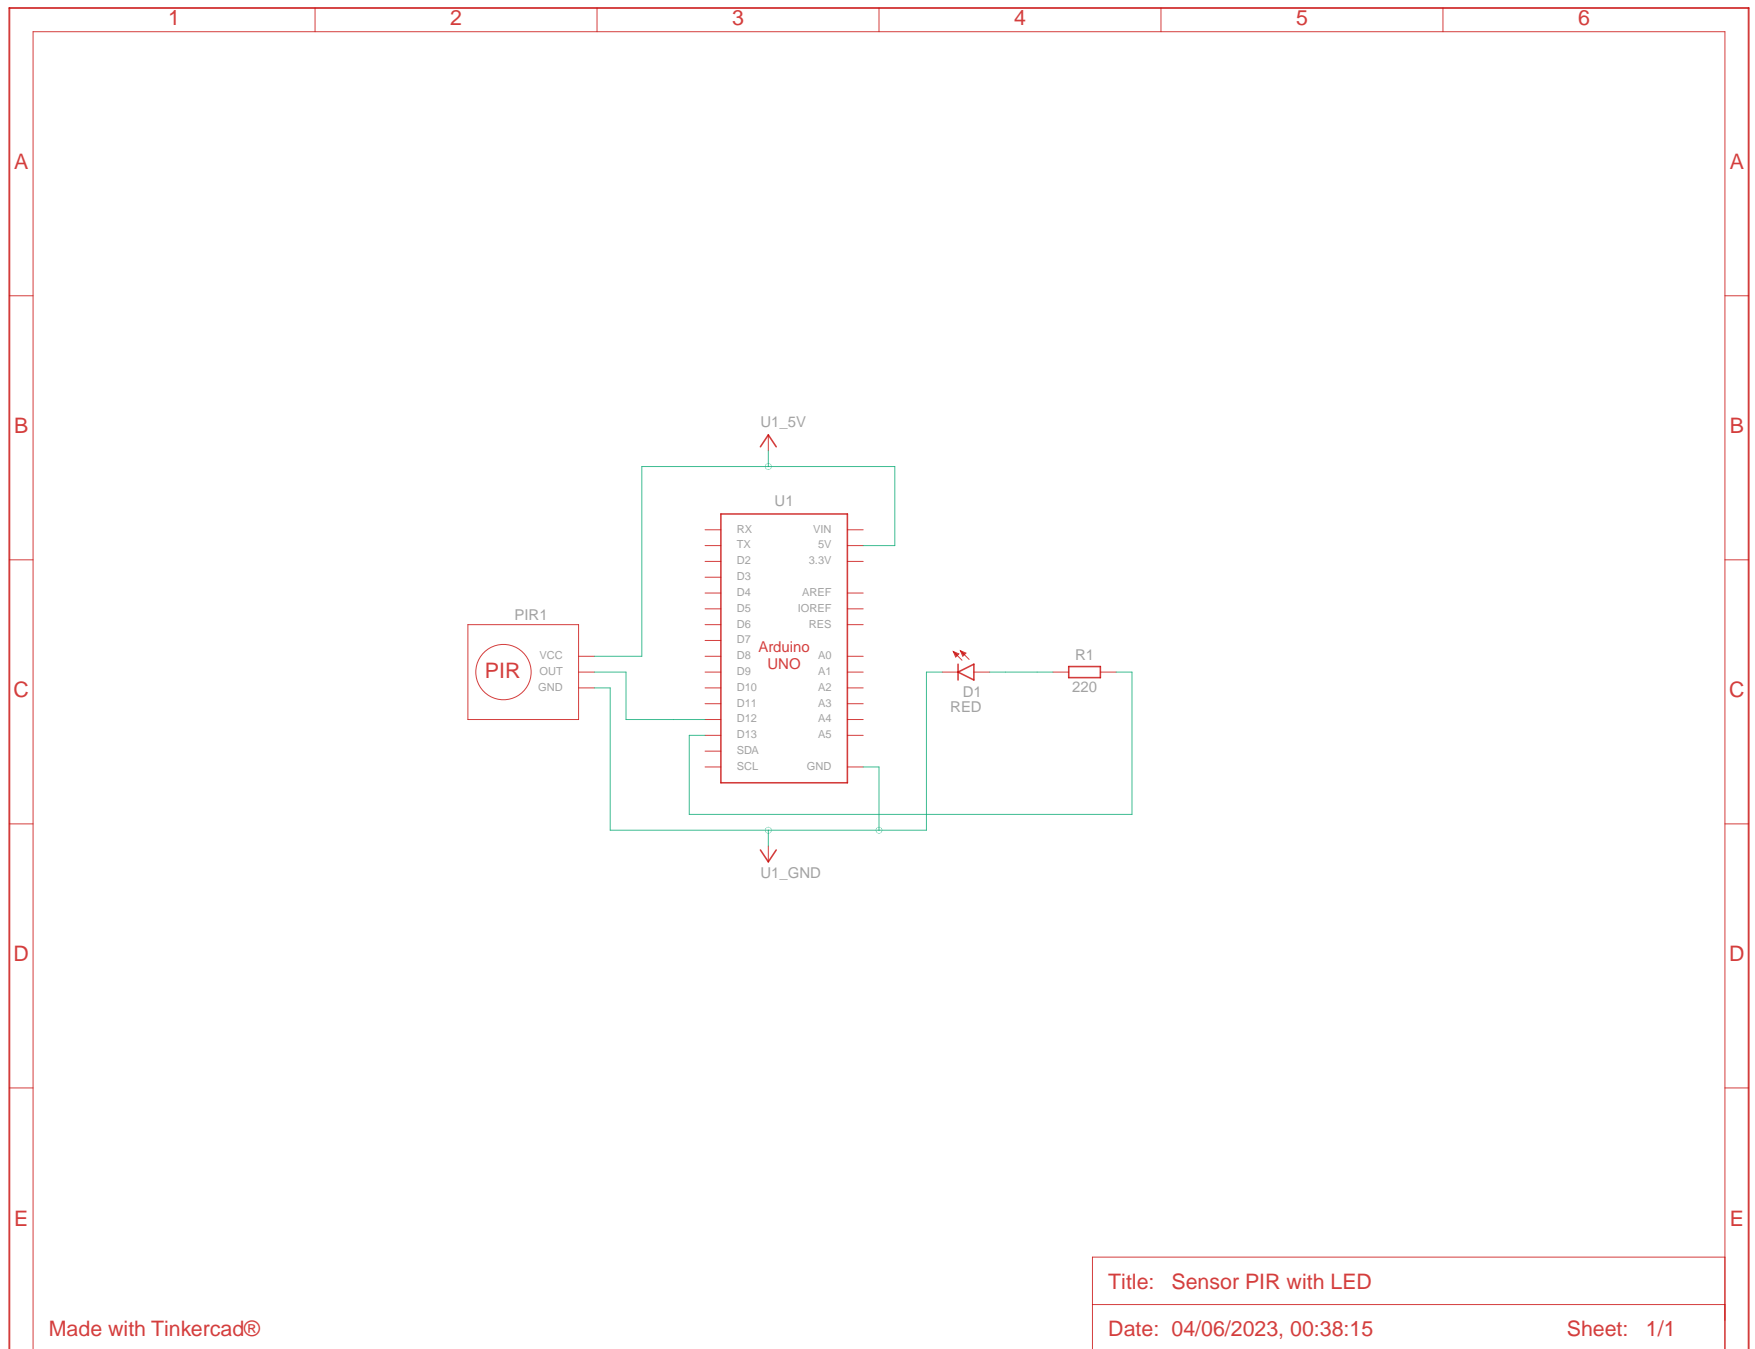 1 2 3 4 5 6
A A
B B
U1_5V
U1
RX VIN
TX 5V
D2 3.3V
D3
D4 AREF
D5 IOREF
D6 RES
D7
Arduino
UNO
D8 A0
D9 A1
D10 A2
D11 A3
D12 A4
D13 A5
SDA
SCL GND
PIR1
PIR
VCC
OUT
GND
D1
RED
R1
220
C C
U1_GND
D D
E E
Title: Sensor PIR with LED
Made with Tinkercad®
Date: 04/06/2023, 00:38:15 Sheet: 1/1